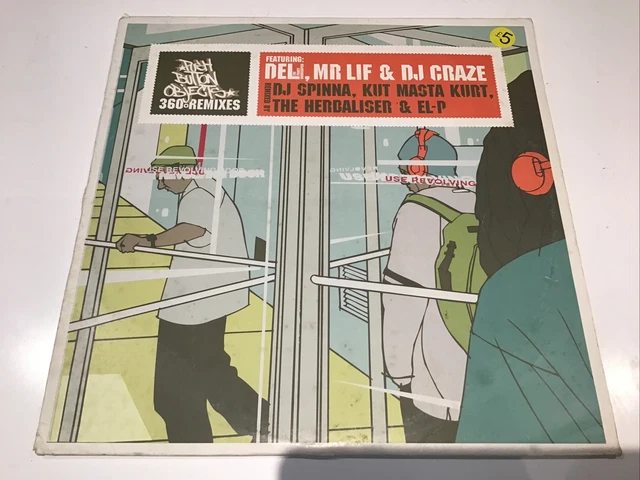 £5
PUSH
BUTTON
OBJECTS
360° REMIXES
FEATURING:
DEL, MR LIF & DJ CRAZE
DJ SPINNA, KUT MASTA KURT,
THE HERBALISER & EL-P
USE REVOLVING